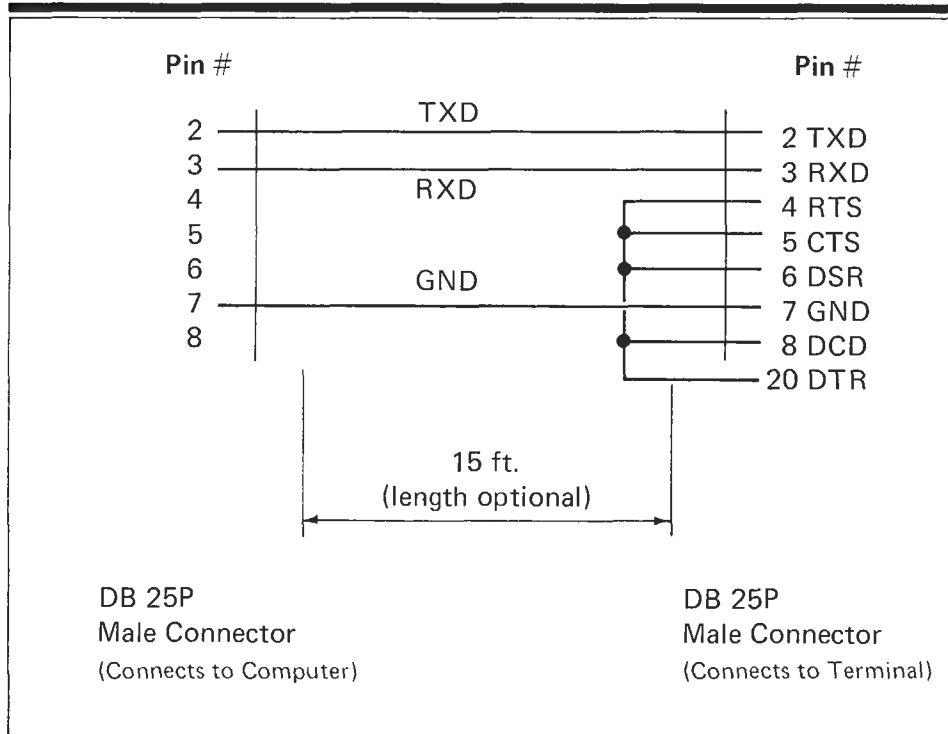 Pin # Pin #
TXD
2 2 TXD
3 3 RXD
RXD
4 4 RTS
5 5 CTS
6 6 DSR
GND
7 7 GND
8 8 DCD
20 DTR
15 ft.
(length optional)
DB 25P
Male Connector
(Connects to Computer)
DB 25P
Male Connector
(Connects to Terminal)